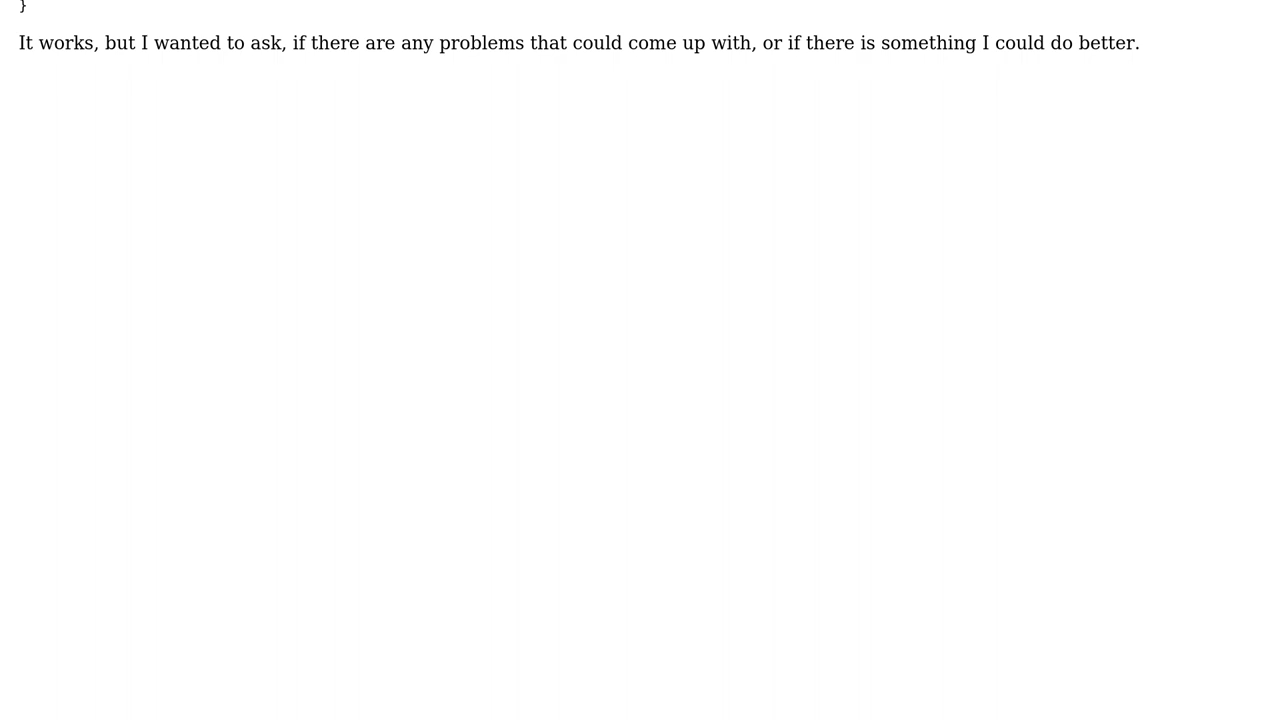 }
It works, but I wanted to ask, if there are any problems that could come up with, or if there is something I could do better.